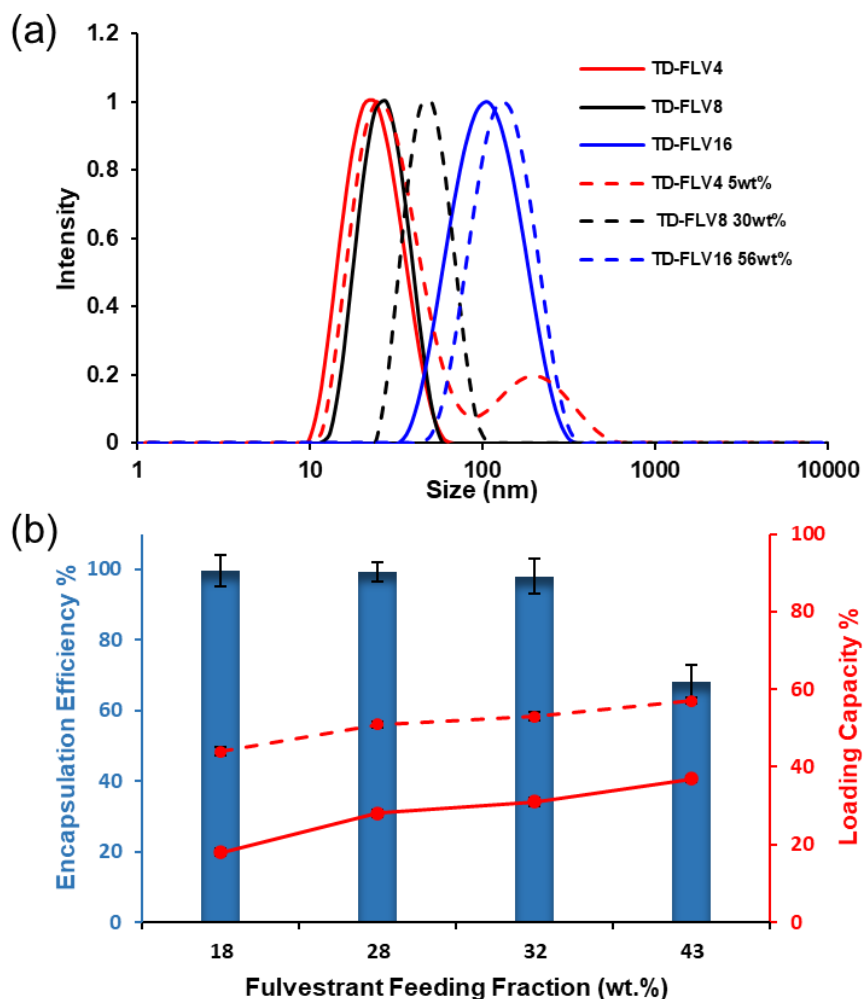 (a)
1.2
1
0.8
0.6
0.4
0.2
0
Intensity
TD-FLV4
TD-FLV8
TD-FLV16
TD-FLV4 5wt%
TD-FLV8 30wt%
TD-FLV16 56wt%
1 10 100 1000 10000
Size (nm)
(b)
100
80
60
40
20
0
Encapsulation Efficiency %
100
80
60
40
20
0
Loading Capacity %
18 28 32 43
Fulvestrant Feeding Fraction (wt.%)